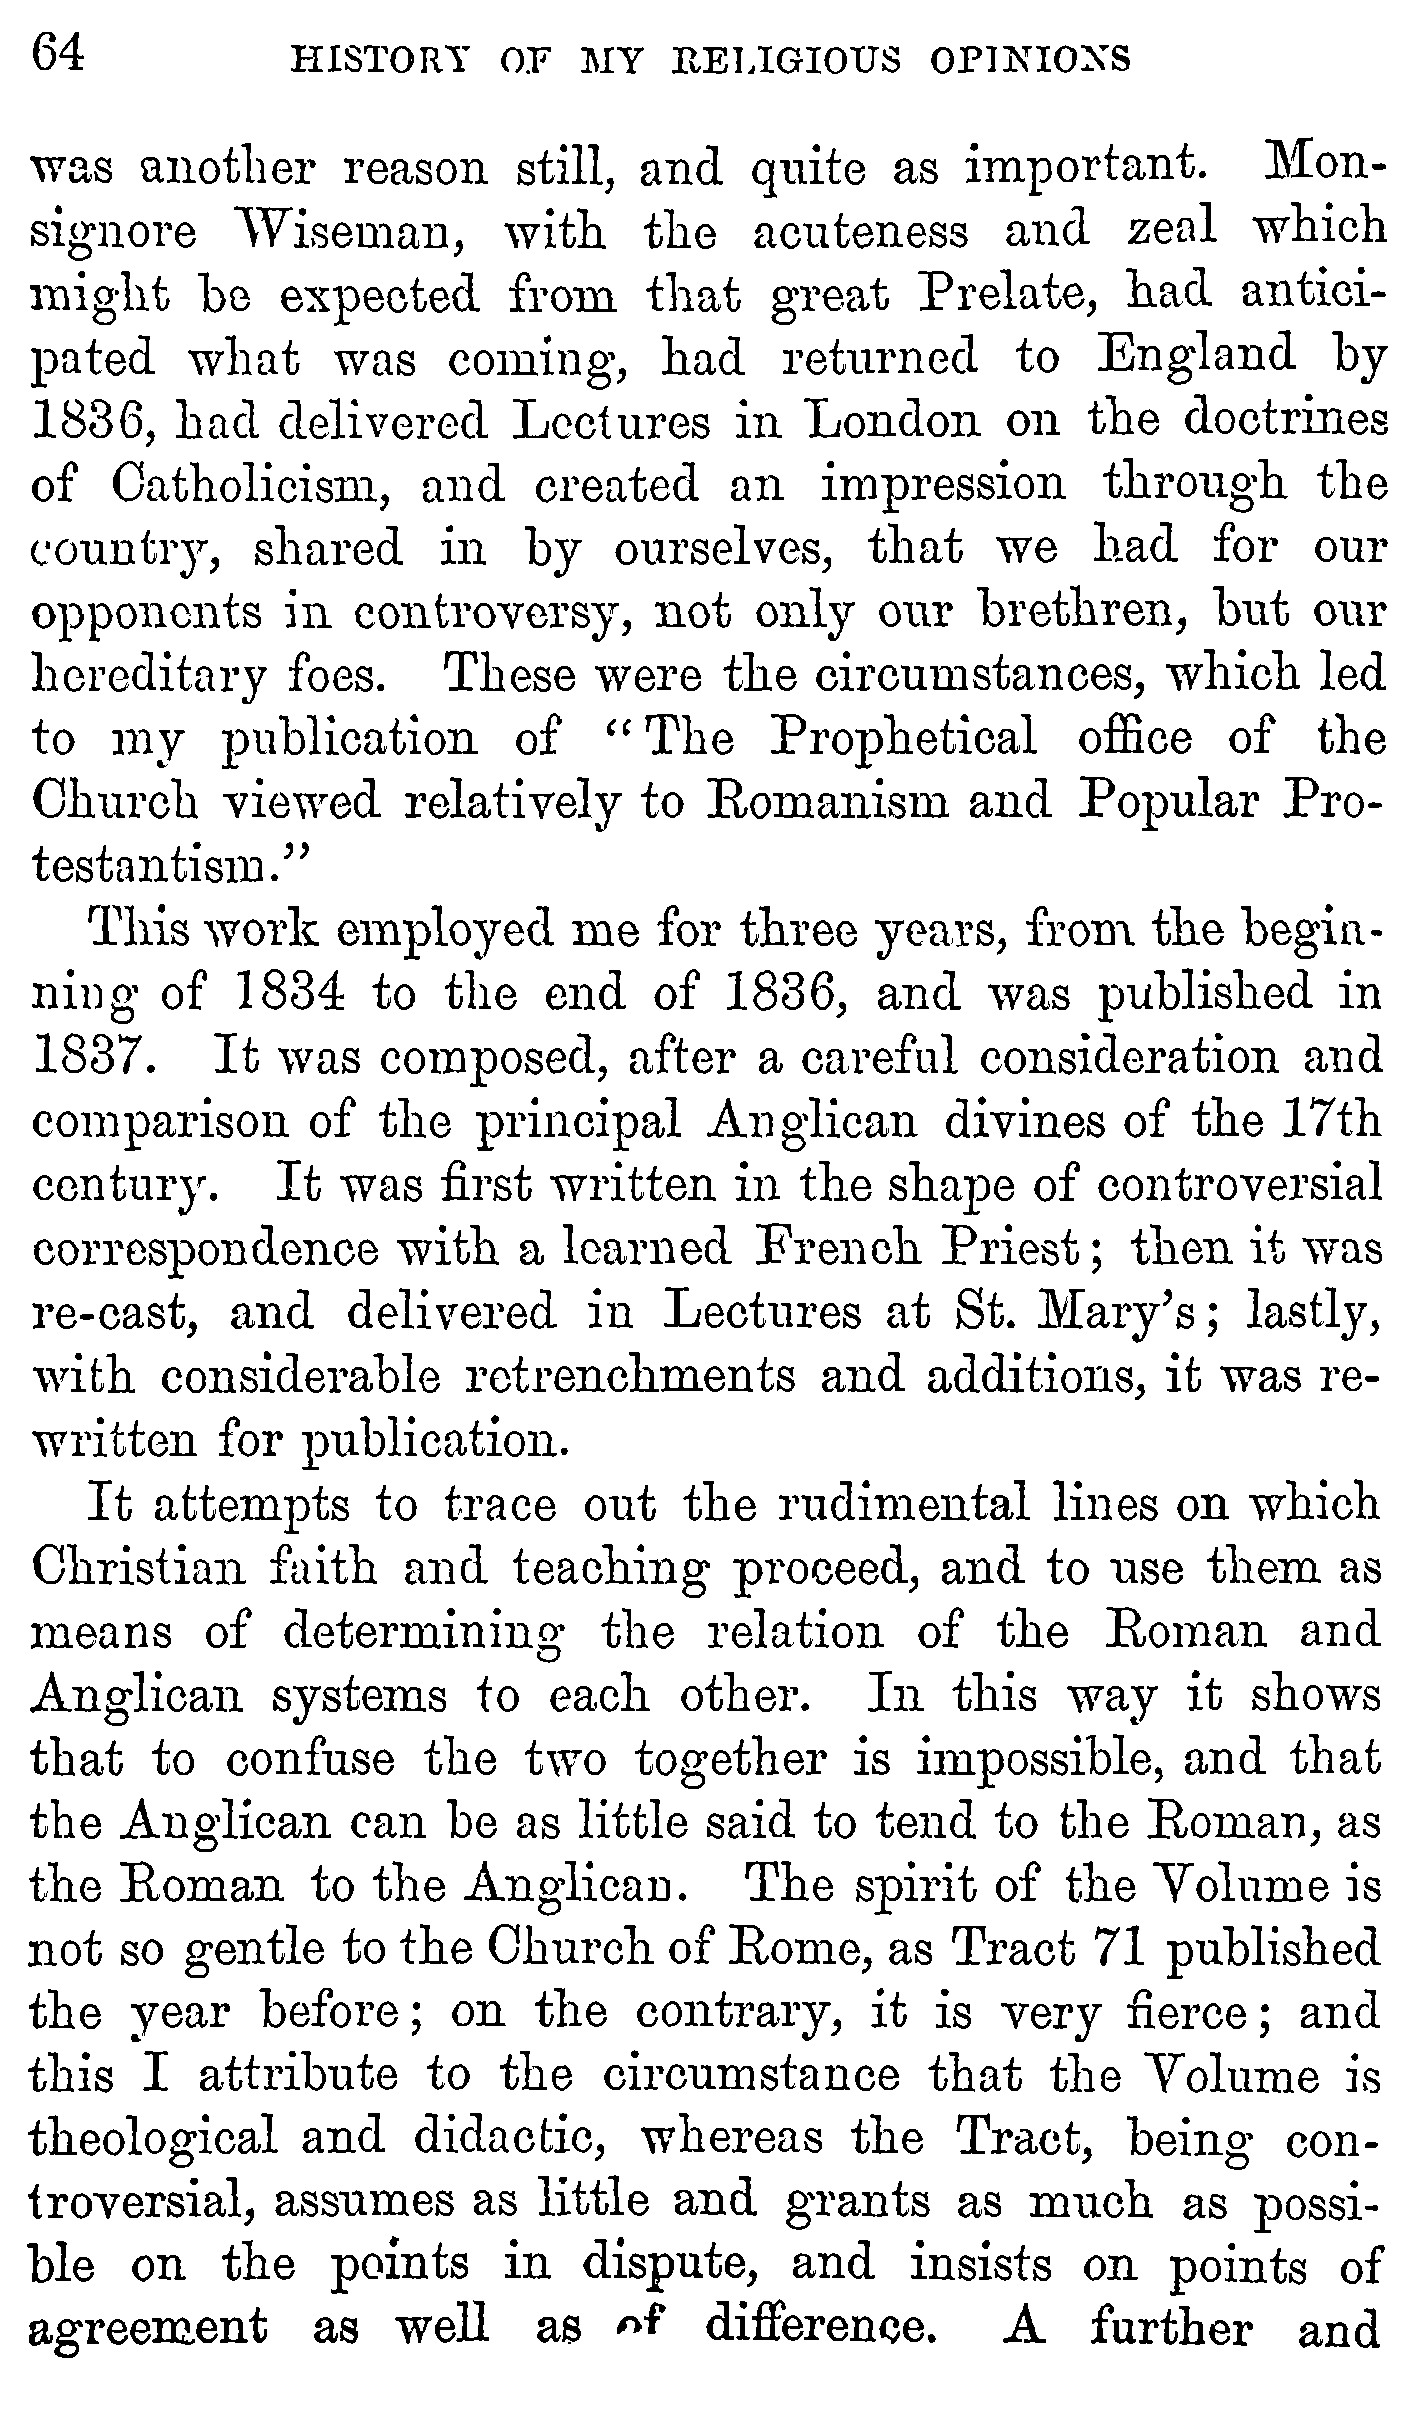 64 HISTORY OF MY RELIGIOUS OPINIONS
was another reason still, and quite as important. Mon-
signore Wiseman, with the acuteness and zeal which
might be expected from that great Prelate, had antici-
pated what was coming, had returned to England by
1836, had delivered Lectures in London on the doctrines
of Catholicism, and created an impression through the
country, shared in by ourselves, that we had for our
opponents in controversy, not only our brethren, but our
hereditary foes. These were the circumstances, which led
to my publication of “The Prophetical office of the
Church viewed relatively to Romanism and Popular Pro-
testantism.”
This work employed me for three years, from the begin-
ning of 1834 to the end of 1836, and was published in
1837. It was composed, after a careful consideration and
comparison of the principal Anglican divines of the 17th
century. It was first written in the shape of controversial
correspondence with a learned French Priest; then it was
re-cast, and delivered in Lectures at St. Mary’s; lastly,
with considerable retrenchments and additions, it was re-
written for publication.
It attempts to trace out the rudimental lines on which
Christian faith and teaching proceed, and to use them as
means of determining the relation of the Roman and
Anglican systems to each other. In this way it shows
that to confuse the two together is impossible, and that
the Anglican can be as little said to tend to the Roman, as
the Roman to the Anglican. The spirit of the Volume is
not so gentle to the Church of Rome, as Tract 71 published
the year before; on the contrary, it is very fierce; and
this I attribute to the circumstance that the Volume is
theological and didactic, whereas the Tract, being con-
troversial, assumes as little and grants as much as possi-
ble on the points in dispute, and insists on points of
agreement as well as of difference. A further and